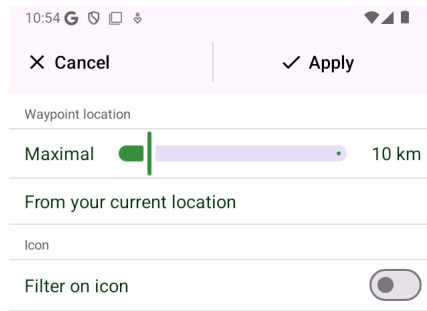 10:54
Cancel
Apply
Waypoint location
Maximal 10 km
From your current location
Icon
Filter on icon